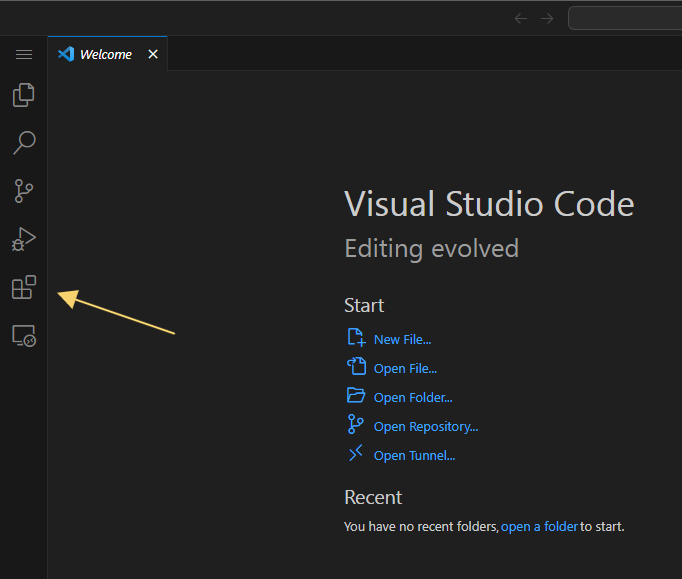 Welcome
Visual Studio Code
Editing evolved
Start
New File...
Open File...
Open Folder...
Open Repository...
Open Tunnel...
Recent
You have no recent folders, open a folder to start.